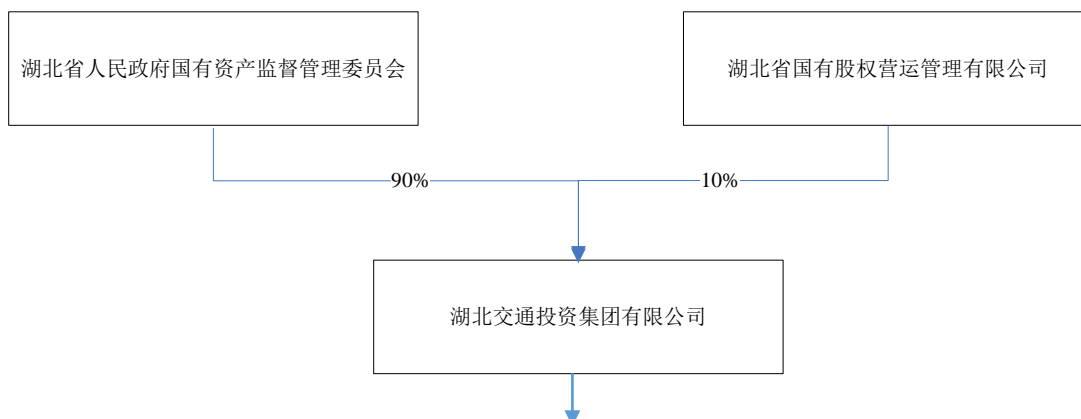 湖北省人民政府国有资产监督管理委员会
湖北省国有股权营运管理有限公司
90%
10%
湖北交通投资集团有限公司